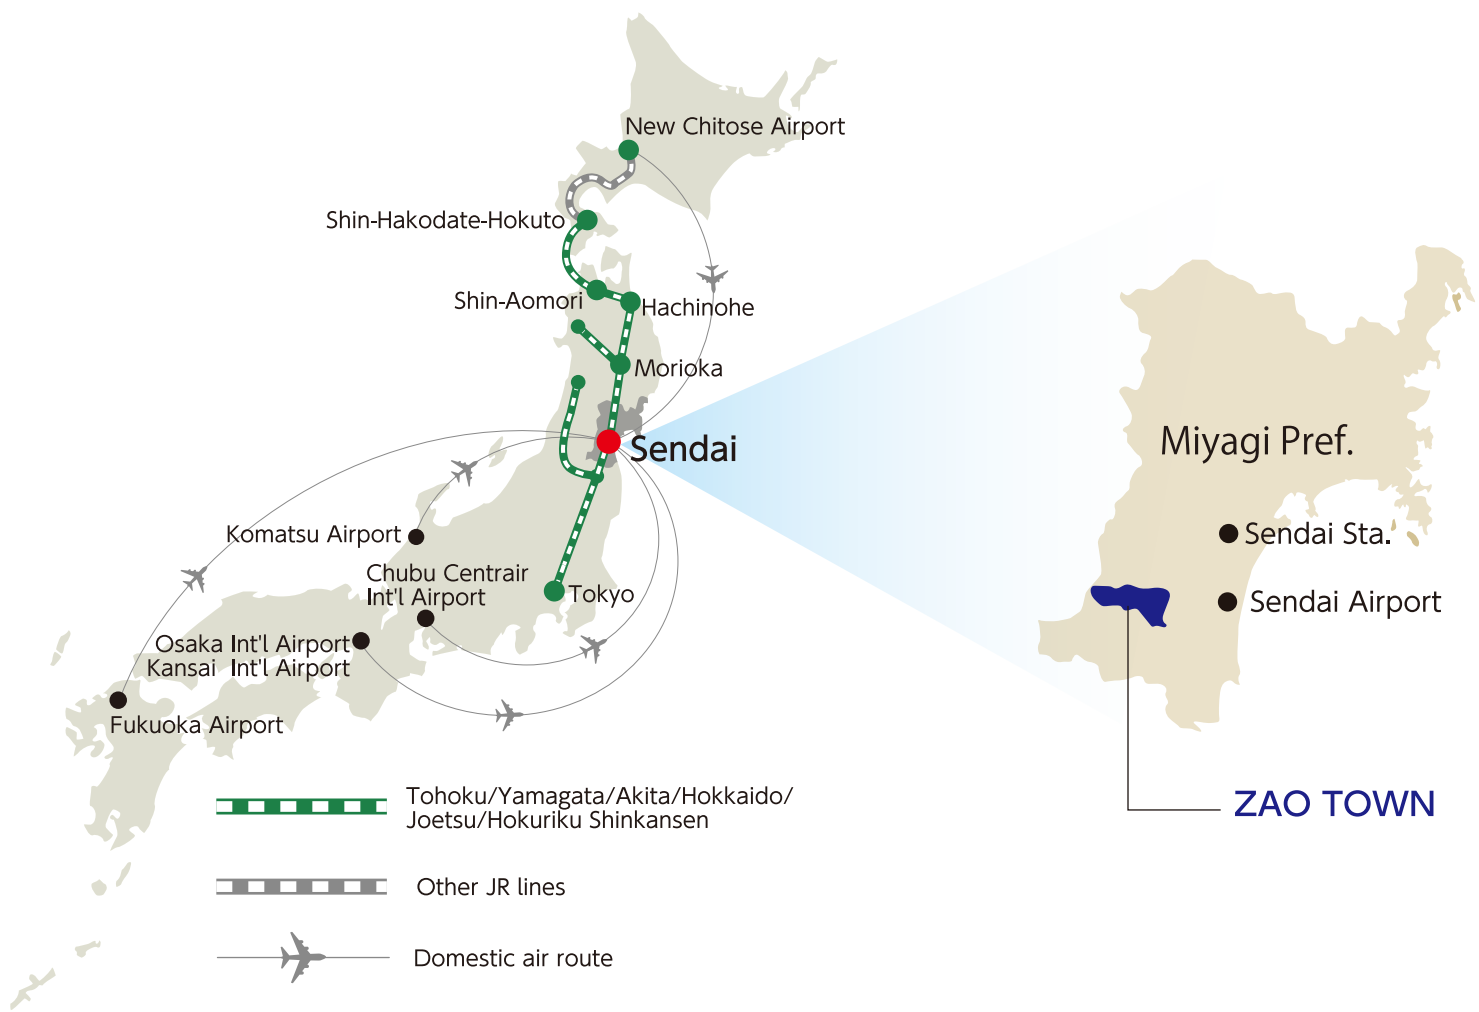 New Chitose Airport
Shin-Hakodate-Hokuto
Shin-Aomori
Hachinohe
Morioka
Sendai
Komatsu Airport
Chubu Centrair
Int'l Airport
Tokyo
Osaka Int'l Airport
Kansai Int'l Airport
Fukuoka Airport
Tohoku/Yamagata/Akita/Hokkaido/
Joetsu/Hokuriku Shinkansen
Other JR lines
Domestic air route
Miyagi Pref.
Sendai Sta.
Sendai Airport
ZAO TOWN